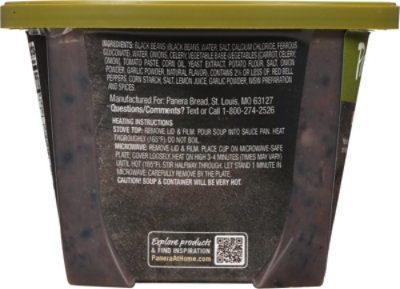 INGREDIENTS: BLACK BEANS (BLACK BEANS, WATER, SALT, CALCIUM CHLORIDE, FERROUS
GLUCONATE), WATER, ONIONS, CELERY, VEGETABLE BASE (VEGETABLES (CARROT, CELERY,
ONION), TOMATO PASTE, CORN OIL, YEAST EXTRACT, POTATO FLOUR, SALT, ONION
POWDER, GARLIC POWDER, NATURAL FLAVOR), CONTAINS 2% OR LESS OF: RED BELL
PEPPERS, CORN STARCH, SALT, LEMON JUICE, GARLIC POWDER, NISIN PREPARATION
AND SPICES.
Manufactured For: Panera Bread, St. Louis, MO 63127
Questions/Comments? Text or Call 1-800-274-2526
HEATING INSTRUCTIONS
STOVE TOP: REMOVE LID & FILM. POUR SOUP INTO SAUCE PAN. HEAT
THOROUGHLY (165°F). DO NOT BOIL.
MICROWAVE: REMOVE LID & FILM. PLACE CUP ON MICROWAVE-SAFE
PLATE, COVER LOOSELY. HEAT ON HIGH 3-4 MINUTES (TIMES MAY VARY)
UNTIL HOT (165°F). STIR HALFWAY THROUGH. LET STAND 1 MINUTE IN
MICROWAVE; CAREFULLY REMOVE BY THE PLATE.
CAUTION! SOUP & CONTAINER WILL BE VERY HOT.
Explore products
& FIND INSPIRATION
PaneraAtHome.com